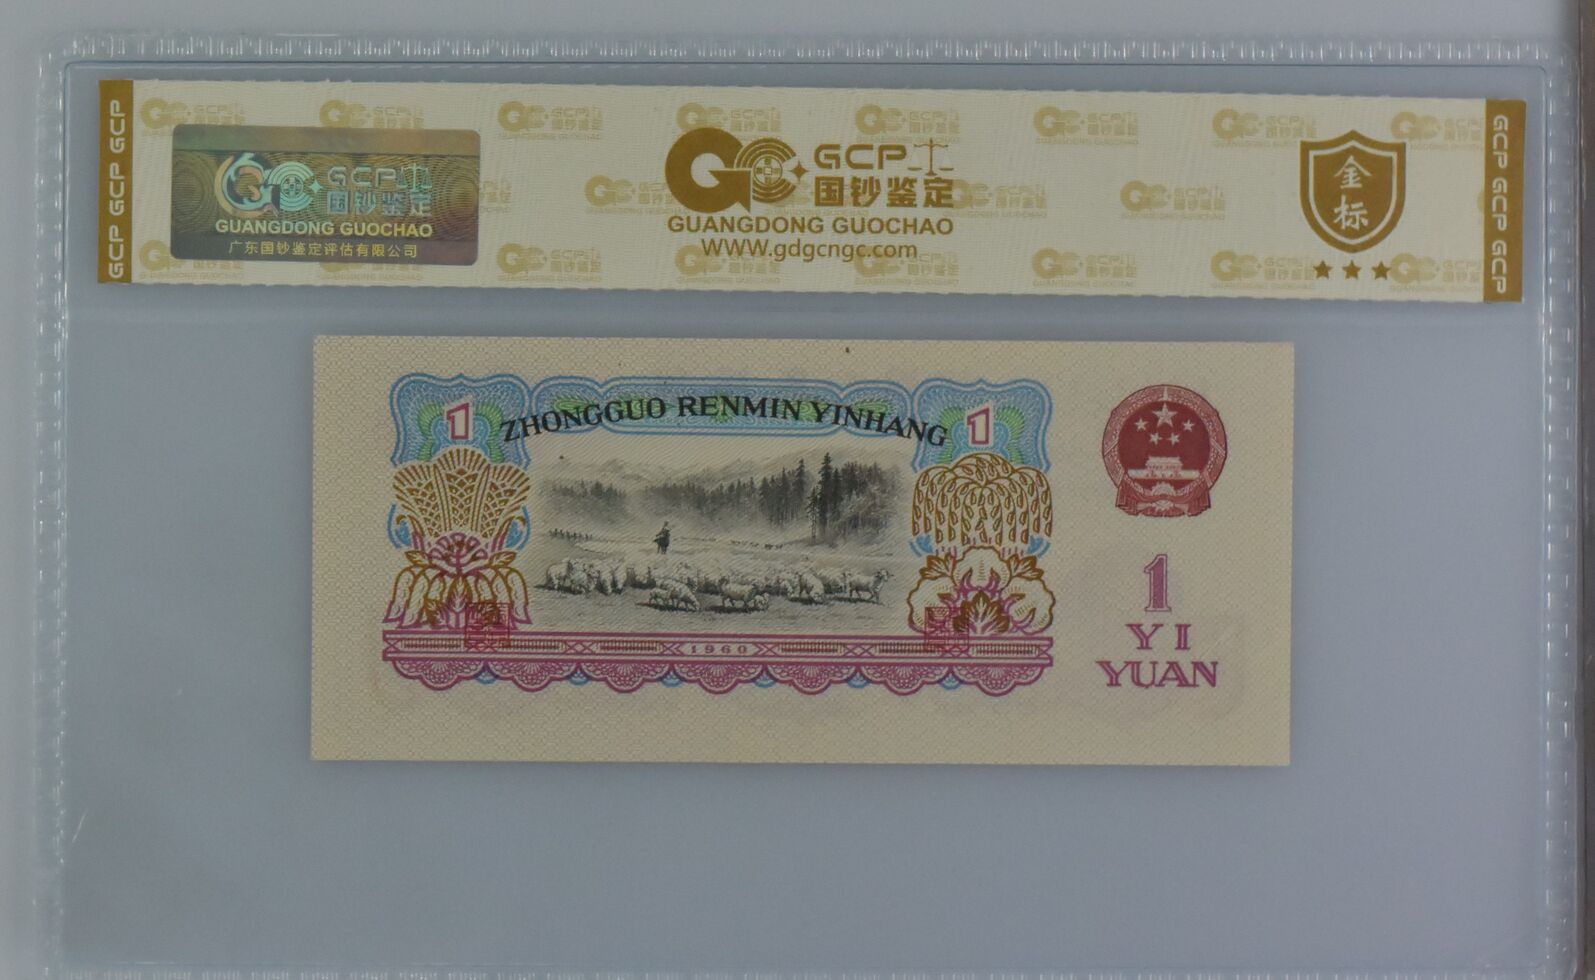 GCP GCP GCP
GCP
国钞鉴定
GUANGDONG GUOCHAO
广东国钞鉴定评估有限公司
GCP
国钞鉴定
GUANGDONG GUOCHAO
WWW.gdgcngc.com
金
标
GCP GCP GCP
1 ZHONGGUO RENMIN YINHANG 1
1960
1
YI
YUAN